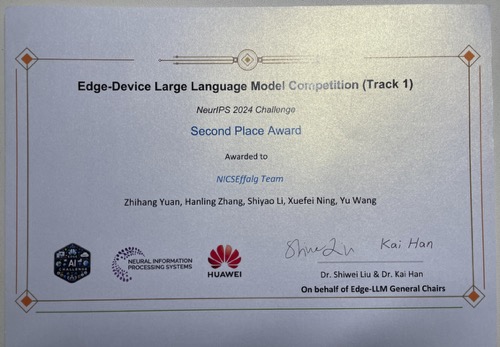 Edge-Device Large Language Model Competition (Track 1)
NeurIPS 2024 Challenge
Second Place Award
Awarded to
NICSEffalg Team
Zhihang Yuan, Hanling Zhang, Shiyao Li, Xuefei Ning, Yu Wang
AI
CHALLENGE
NEURAL INFORMATION
PROCESSING SYSTEMS
HUAWEI
Kai Han
Dr. Shiwei Liu & Dr. Kai Han
On behalf of Edge-LLM General Chairs